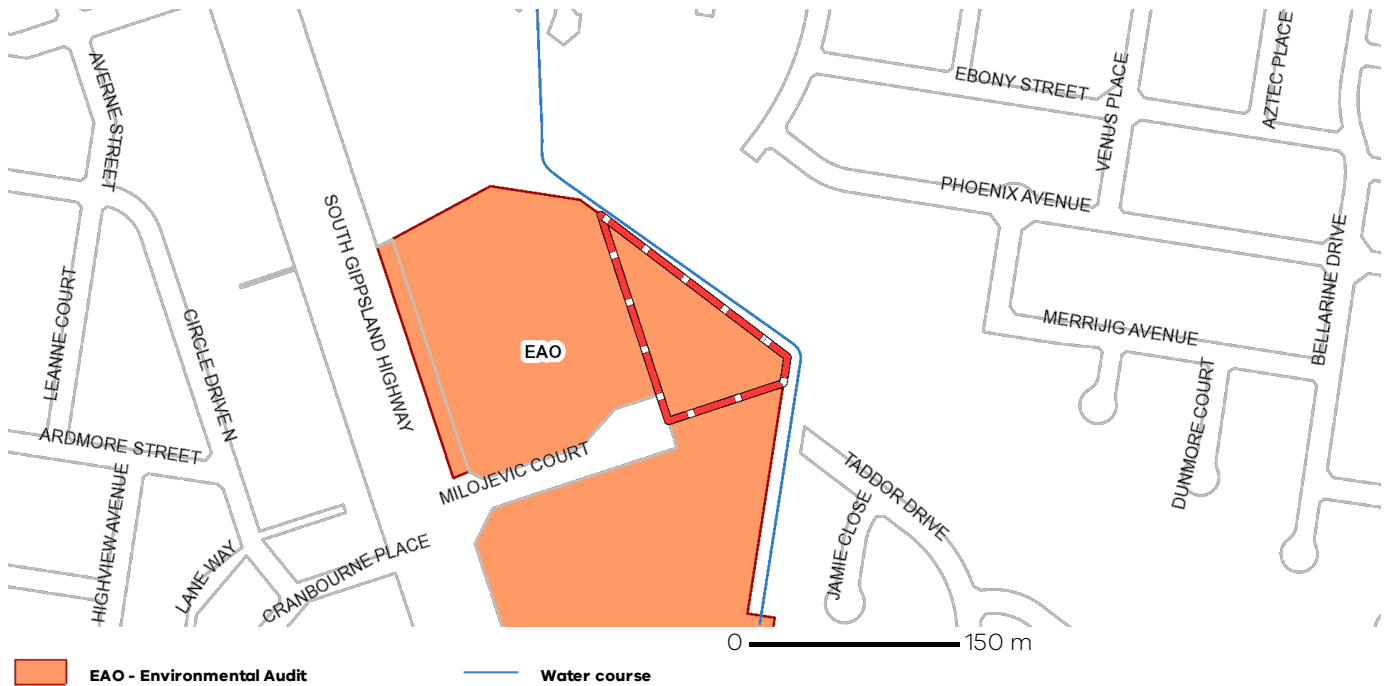 AVERNE STREET
EBONY STREET
VENUS PLACE
AZTEC PLACE
PHOENIX AVENUE
SOUTH GIPPSLAND HIGHWAY
BELLARINE DRIVE
LEANNE COURT
CIRCLE DRIVE N
MERRIJIG AVENUE
EAO
DUNMORE COURT
ARDMORE STREET
MILOJEVIC COURT
TADDOR DRIVE
HIGHVIEW AVENUE
JAMIE CLOSE
LANE WAY
CRANBOURNE PLACE
0 150 m
EAO - Environmental Audit
Water course